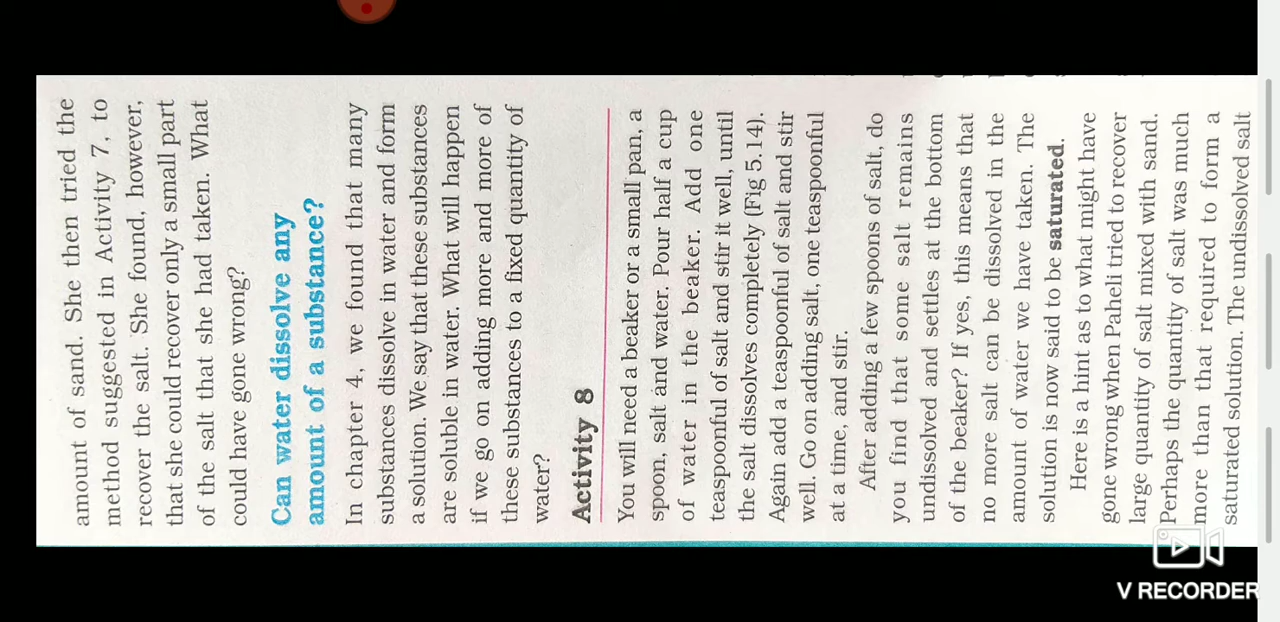 amount of sand. She then tried the
method suggested in Activity 7, to
recover the salt. She found, however,
that she could recover only a small part
of the salt that she had taken. What
could have gone wrong?
Can water dissolve any
amount of a substance?
In chapter 4, we found that many
substances dissolve in water and form
a solution. We say that these substances
are soluble in water. What will happen
if we go on adding more and more of
these substances to a fixed quantity of
water?
Activity 8
You will need a beaker or a small pan, a
spoon, salt and water. Pour half a cup
of water in the beaker. Add one
teaspoonful of salt and stir it well, until
the salt dissolves completely (Fig 5.14).
Again add a teaspoonful of salt and stir
well. Go on adding salt, one teaspoonful
at a time, and stir.
After adding a few spoons of salt, do
you find that some salt remains
undissolved and settles at the bottom
of the beaker? If yes, this means that
no more salt can be dissolved in the
amount of water we have taken. The
solution is now said to be saturated.
Here is a hint as to what might have
gone wrong when Paheli tried to recover
large quantity of salt mixed with sand.
Perhaps the quantity of salt was much
more than that required to form a
saturated solution. The undissolved salt
V RECORDER